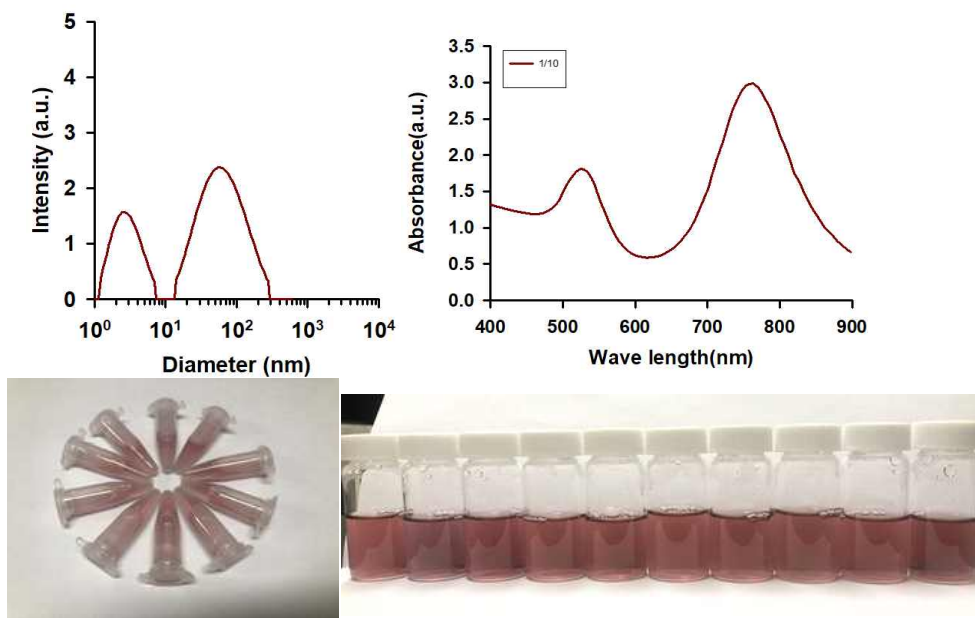 Intensity (a.u.)
5
4
3
2
1
0
10⁰ 10¹ 10² 10³ 10⁴
Diameter (nm)
Absorbance(a.u.)
3.5
3.0
2.5
2.0
1.5
1.0
0.5
0.0
1/10
400 500 600 700 800 900
Wave length(nm)